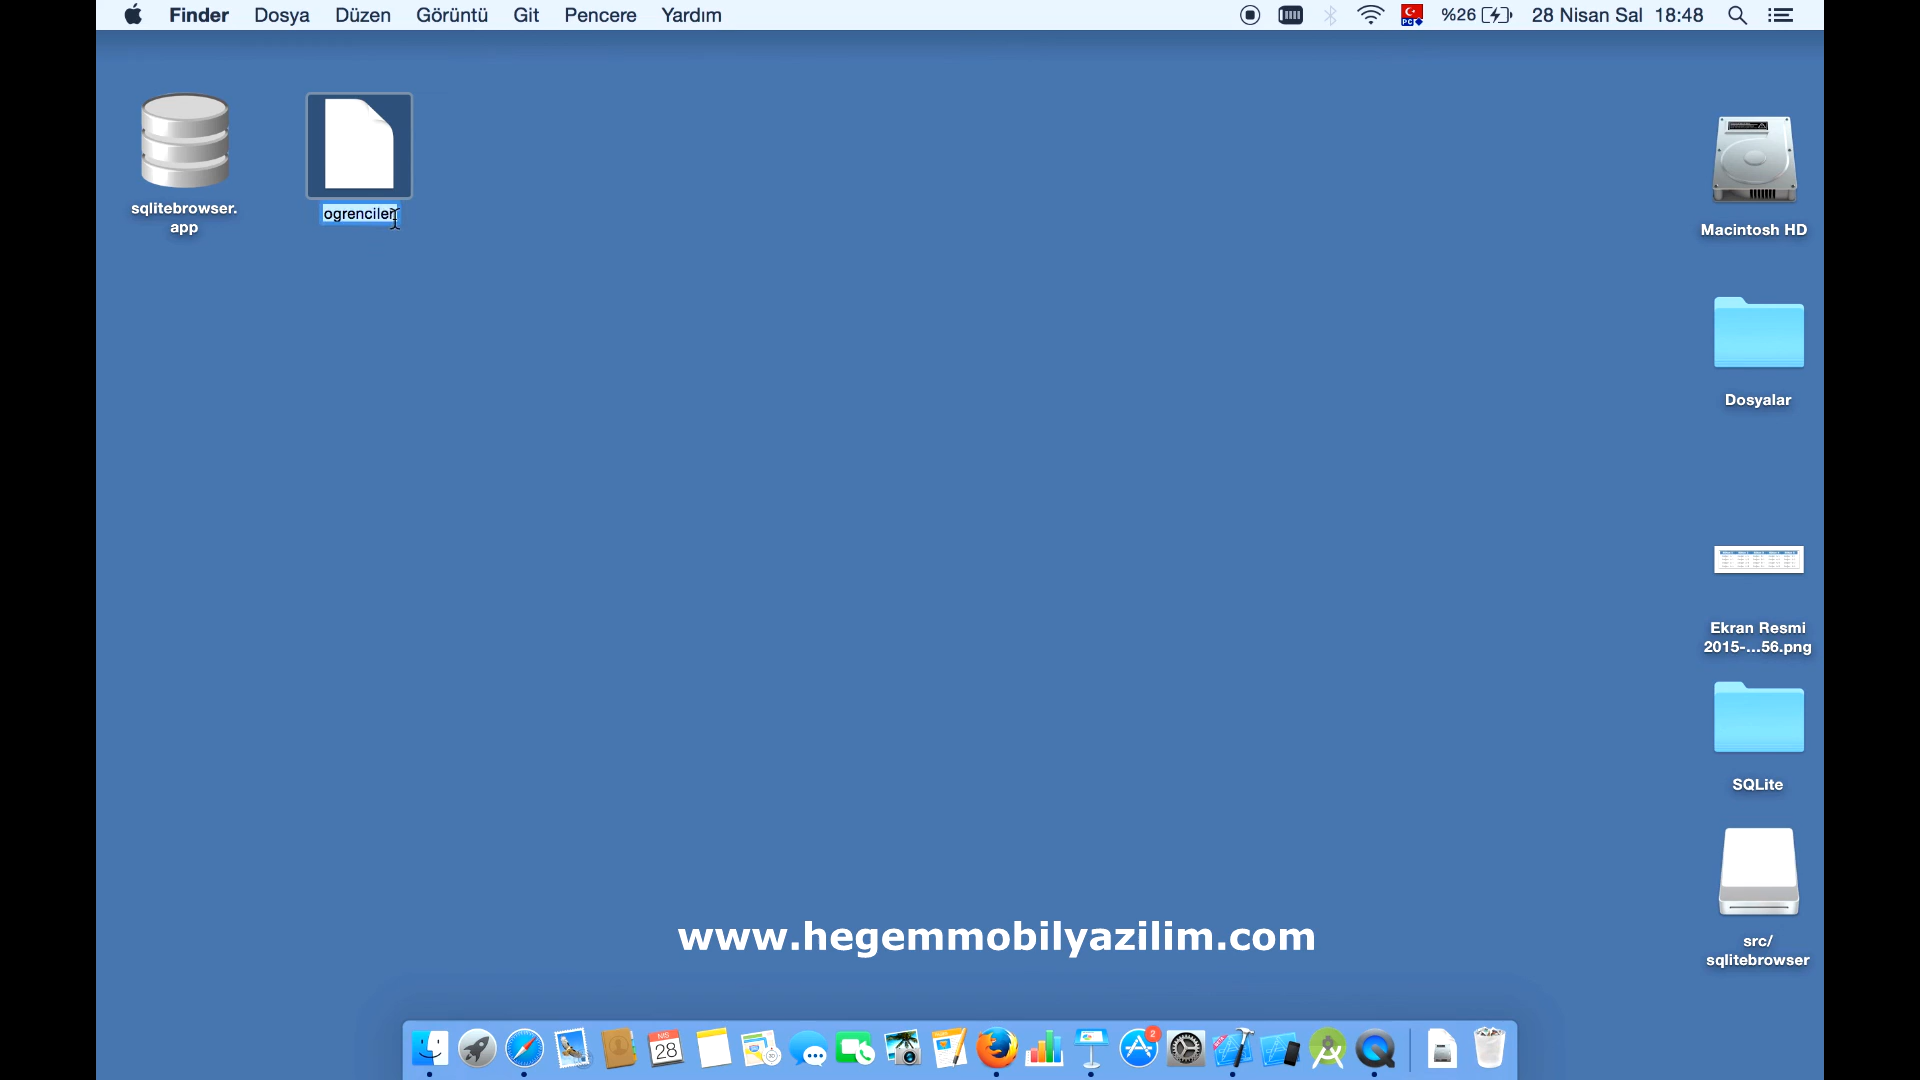 Finder Dosya Düzen Görüntü Git Pencere Yardım %26 28 Nisan Sal 18:48
sqlitebrowser.
app
ogrenciler
Macintosh HD
Dosyalar
Ekran Resmi
2015-...56.png
SQLite
src/
sqlitebrowser
www.hegemmobilyazilim.com
28
2